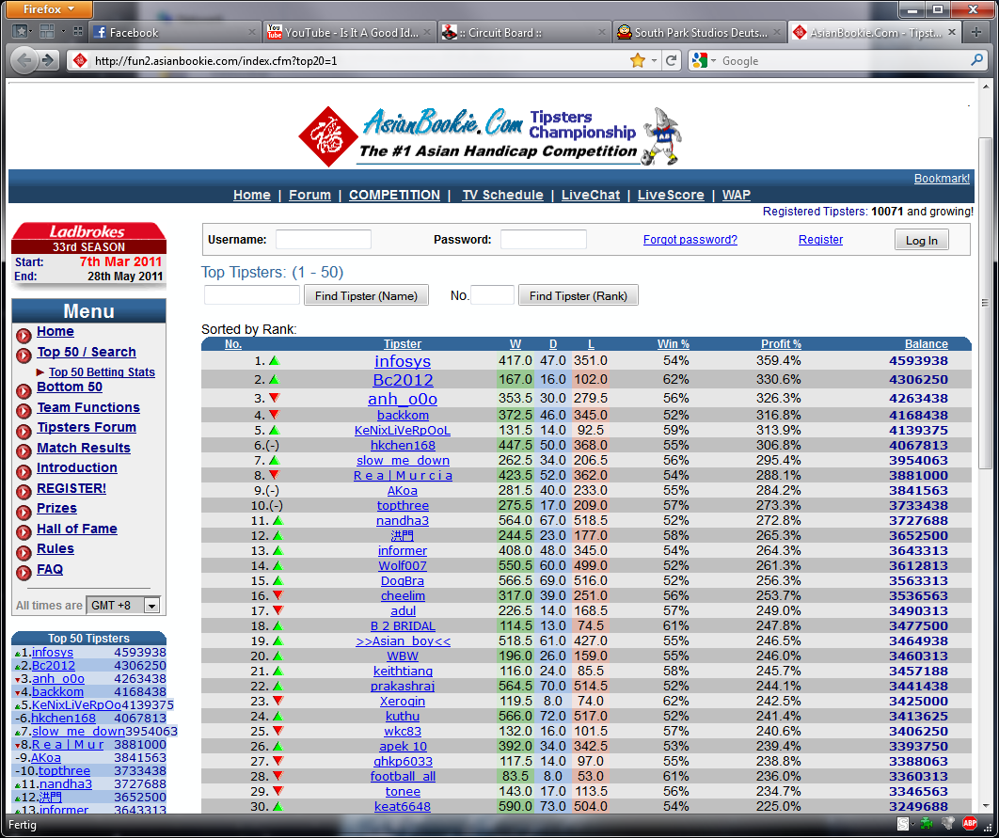 Firefox
Facebook
YouTube - Is It A Good Id...
:: Circuit Board ::
South Park Studios Deuts...
AsianBookie.Com - Tipst...
http://fun2.asianbookie.com/index.cfm?top20=1
Google
AsianBookie.Com Tipsters Championship
The #1 Asian Handicap Competition
Bookmark!
Home | Forum | COMPETITION | TV Schedule | LiveChat | LiveScore | WAP
Registered Tipsters: 10071 and growing!
Ladbrokes
33rd SEASON
Start: 7th Mar 2011
End: 28th May 2011
Menu
Home
Top 50 / Search
Top 50 Betting Stats
Bottom 50
Team Functions
Tipsters Forum
Match Results
Introduction
REGISTER!
Prizes
Hall of Fame
Rules
FAQ
All times are GMT +8
Top 50 Tipsters
1.infosys 4593938
2.Bc2012 4306250
3.anh_o0o 4263438
4.backkom 4168438
5.KeNixLiVeRpOo4139375
-6.hkchen168 4067813
7.slow_me_down3954063
8.R e a | M u r 3881000
-9.AKoa 3841563
-10.topthree 3733438
11.nandha3 3727688
12.洪門 3652500
13.informer 3643313
Username: Password: Forgot password? Register Log In
Top Tipsters: (1 - 50)
Find Tipster (Name) No. Find Tipster (Rank)
Sorted by Rank:
No. Tipster W D L Win % Profit % Balance
1. infosys 417.0 47.0 351.0 54% 359.4% 4593938
2. Bc2012 167.0 16.0 102.0 62% 330.6% 4306250
3. anh_o0o 353.5 30.0 279.5 56% 326.3% 4263438
4. backkom 372.5 46.0 345.0 52% 316.8% 4168438
5. KeNixLiVeRpOoL 131.5 14.0 92.5 59% 313.9% 4139375
6.(-) hkchen168 447.5 50.0 368.0 55% 306.8% 4067813
7. slow_me_down 262.5 34.0 206.5 56% 295.4% 3954063
8. R e a | M u r c i a 423.5 52.0 362.0 54% 288.1% 3881000
9.(-) AKoa 281.5 40.0 233.0 55% 284.2% 3841563
10.(-) topthree 275.5 17.0 209.0 57% 273.3% 3733438
11. nandha3 564.0 67.0 518.5 52% 272.8% 3727688
12. 洪門 244.5 23.0 177.0 58% 265.3% 3652500
13. informer 408.0 48.0 345.0 54% 264.3% 3643313
14. Wolf007 550.5 60.0 499.0 52% 261.3% 3612813
15. DogBra 566.5 69.0 516.0 52% 256.3% 3563313
16. cheelim 317.0 39.0 251.0 56% 253.7% 3536563
17. adul 226.5 14.0 168.5 57% 249.0% 3490313
18. B 2 BRIDAL 114.5 13.0 74.5 61% 247.8% 3477500
19. >>Asian_boy<< 518.5 61.0 427.0 55% 246.5% 3464938
20. WBW 196.0 26.0 159.0 55% 246.0% 3460313
21. keithtiang 116.0 24.0 85.5 58% 245.7% 3457188
22. prakashraj 564.5 70.0 514.5 52% 244.1% 3441438
23. Xerogin 119.5 8.0 74.0 62% 242.5% 3425000
24. kuthu 566.0 72.0 517.0 52% 241.4% 3413625
25. wkc83 132.0 16.0 101.5 57% 240.6% 3406250
26. apek 10 392.0 34.0 342.5 53% 239.4% 3393750
27. ghkp6033 117.5 14.0 97.0 55% 238.8% 3388063
28. football_all 83.5 8.0 53.0 61% 236.0% 3360313
29. tonee 143.0 17.0 113.5 56% 234.7% 3346563
30. keat6648 590.0 73.0 504.0 54% 225.0% 3249688
Fertig
ABP